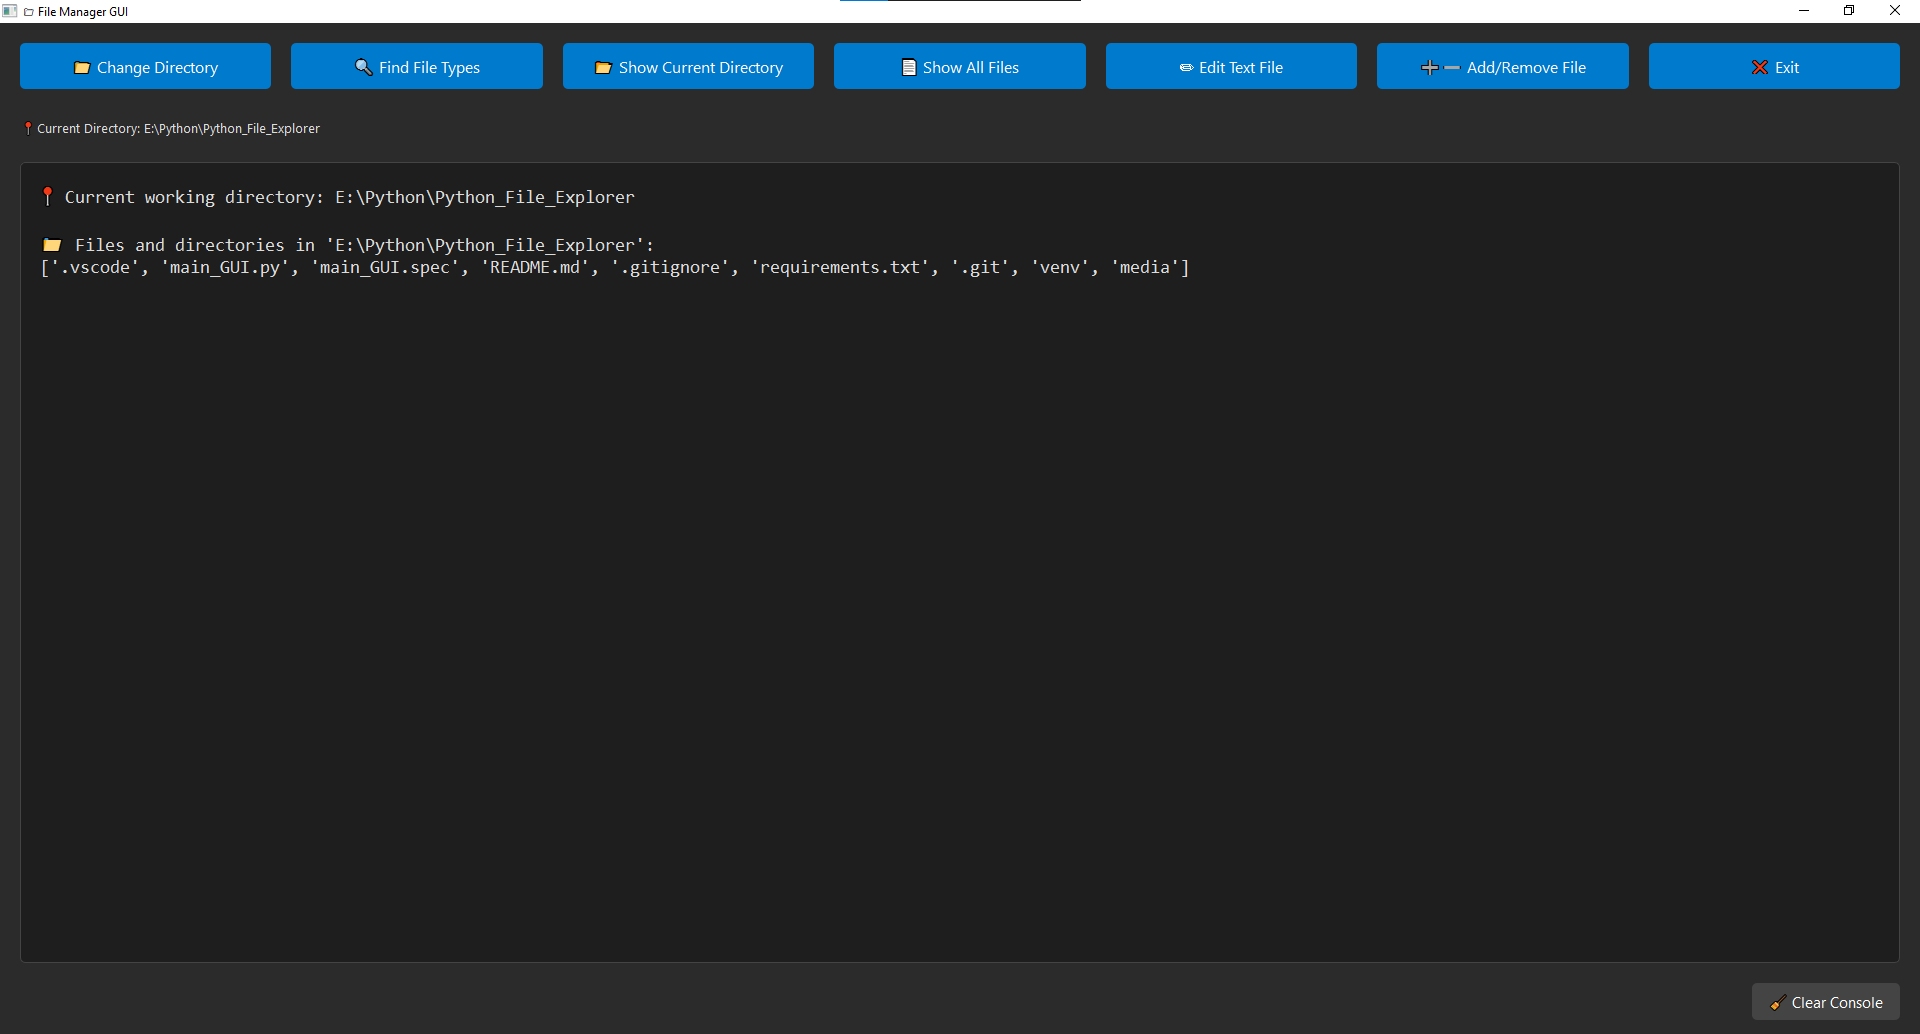 File Manager GUI
Change Directory
Find File Types
Show Current Directory
Show All Files
Edit Text File
Add/Remove File
Exit
Current Directory: E:\Python\Python_File_Explorer
Current working directory: E:\Python\Python_File_Explorer
Files and directories in 'E:\Python\Python_File_Explorer':
['.vscode', 'main_GUI.py', 'main_GUI.spec', 'README.md', '.gitignore', 'requirements.txt', '.git', 'venv', 'media']
Clear Console